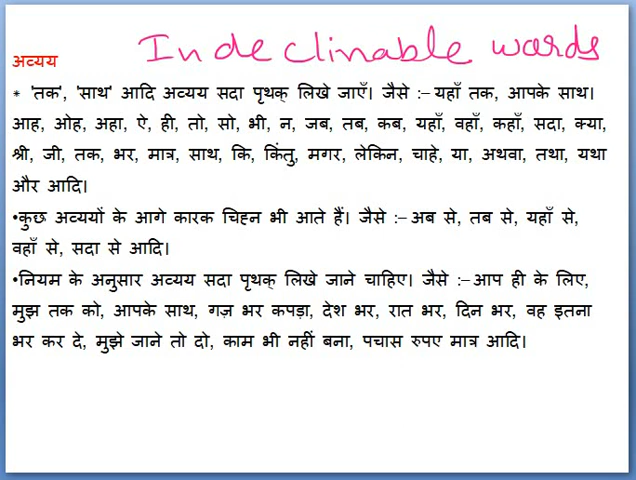 अव्यय Indeclinable words
* 'तक', 'साथ' आदि अव्यय सदा पृथक् लिखे जाएँ। जैसे :– यहाँ तक, आपके साथ।
आह, ओह, अहा, ऐ, ही, तो, सो, भी, न, जब, तब, कब, यहाँ, वहाँ, कहाँ, सदा, क्या,
श्री, जी, तक, भर, मात्र, साथ, कि, किंतु, मगर, लेकिन, चाहे, या, अथवा, तथा, यथा
और आदि।
•कुछ अव्ययों के आगे कारक चिह्न भी आते हैं। जैसे :– अब से, तब से, यहाँ से,
वहाँ से, सदा से आदि।
•नियम के अनुसार अव्यय सदा पृथक् लिखे जाने चाहिए। जैसे :– आप ही के लिए,
मुझ तक को, आपके साथ, गज़ भर कपड़ा, देश भर, रात भर, दिन भर, वह इतना
भर कर दे, मुझे जाने तो दो, काम भी नहीं बना, पचास रुपए मात्र आदि।